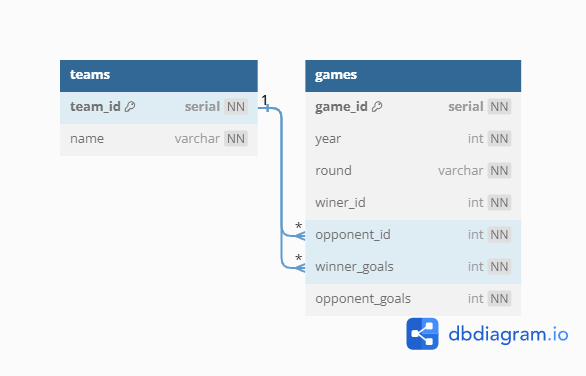 teams
team_id serial NN
name varchar NN
1
*
*
games
game_id serial NN
year int NN
round varchar NN
winer_id int NN
opponent_id int NN
winner_goals int NN
opponent_goals int NN
dbdiagram.io